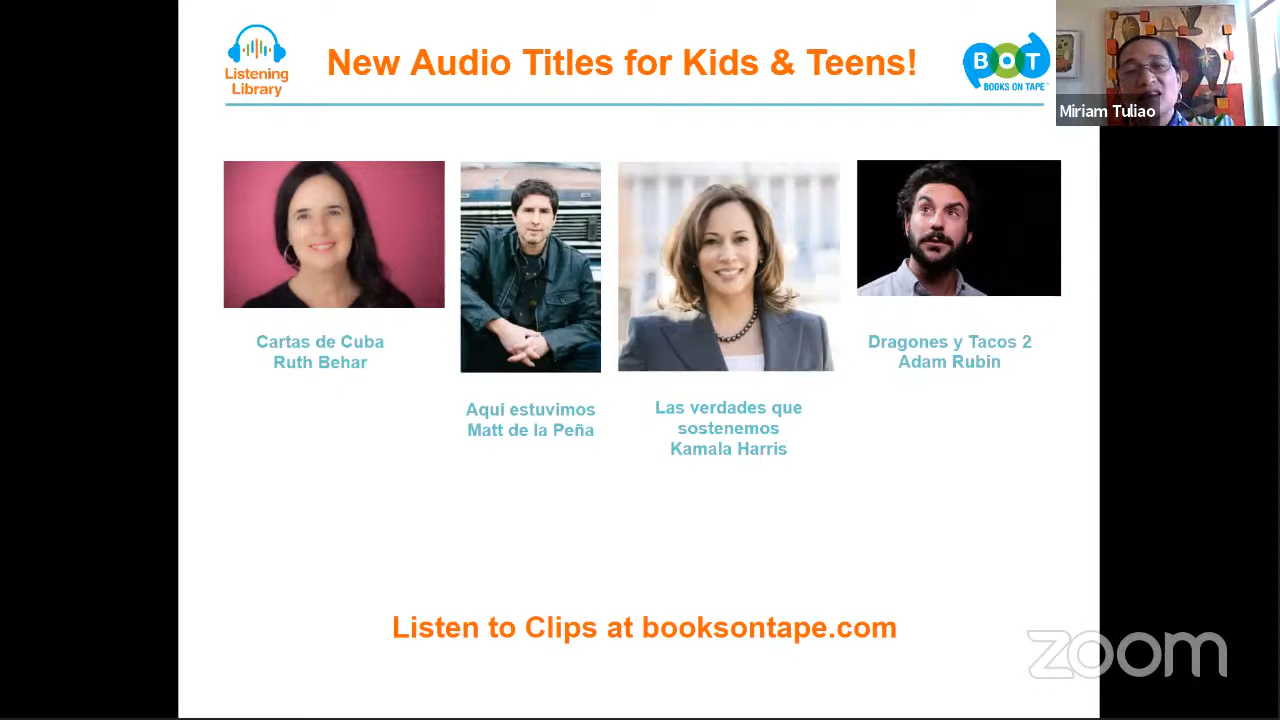 Listening
Library
New Audio Titles for Kids & Teens!
BOT
BOOKS ON TAPE
Miriam Tuliao
Cartas de Cuba
Ruth Behar
Aquí estuvimos
Matt de la Peña
Las verdades que
sostenemos
Kamala Harris
Dragones y Tacos 2
Adam Rubin
Listen to Clips at booksontape.com
zoom